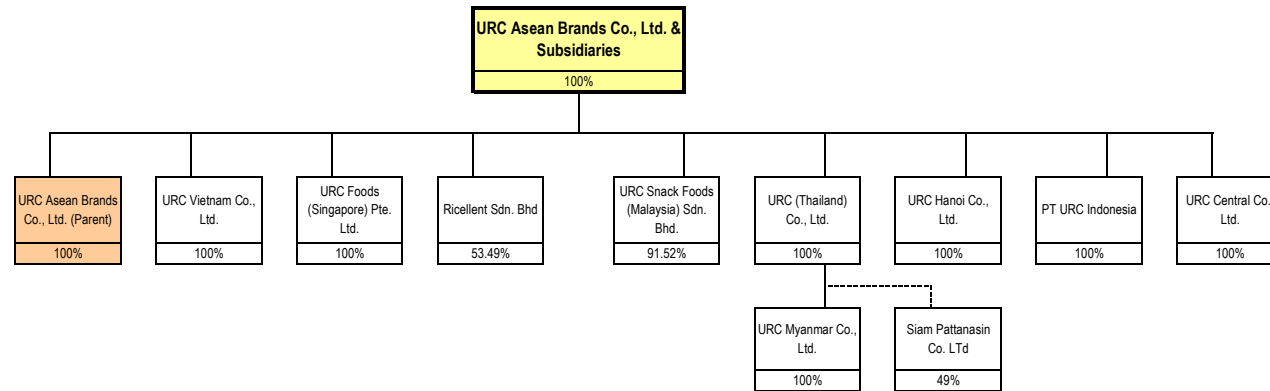 URC Asean Brands Co., Ltd. &
Subsidiaries
100%
URC Asean Brands
Co., Ltd. (Parent)
100%
URC Vietnam Co.,
Ltd.
100%
URC Foods
(Singapore) Pte.
Ltd.
100%
Ricellent Sdn. Bhd
53.49%
URC Snack Foods
(Malaysia) Sdn.
Bhd.
91.52%
URC (Thailand)
Co., Ltd.
100%
URC Hanoi Co.,
Ltd.
100%
PT URC Indonesia
100%
URC Central Co.
Ltd.
100%
URC Myanmar Co.,
Ltd.
100%
Siam Pattanasin
Co. LTd
49%